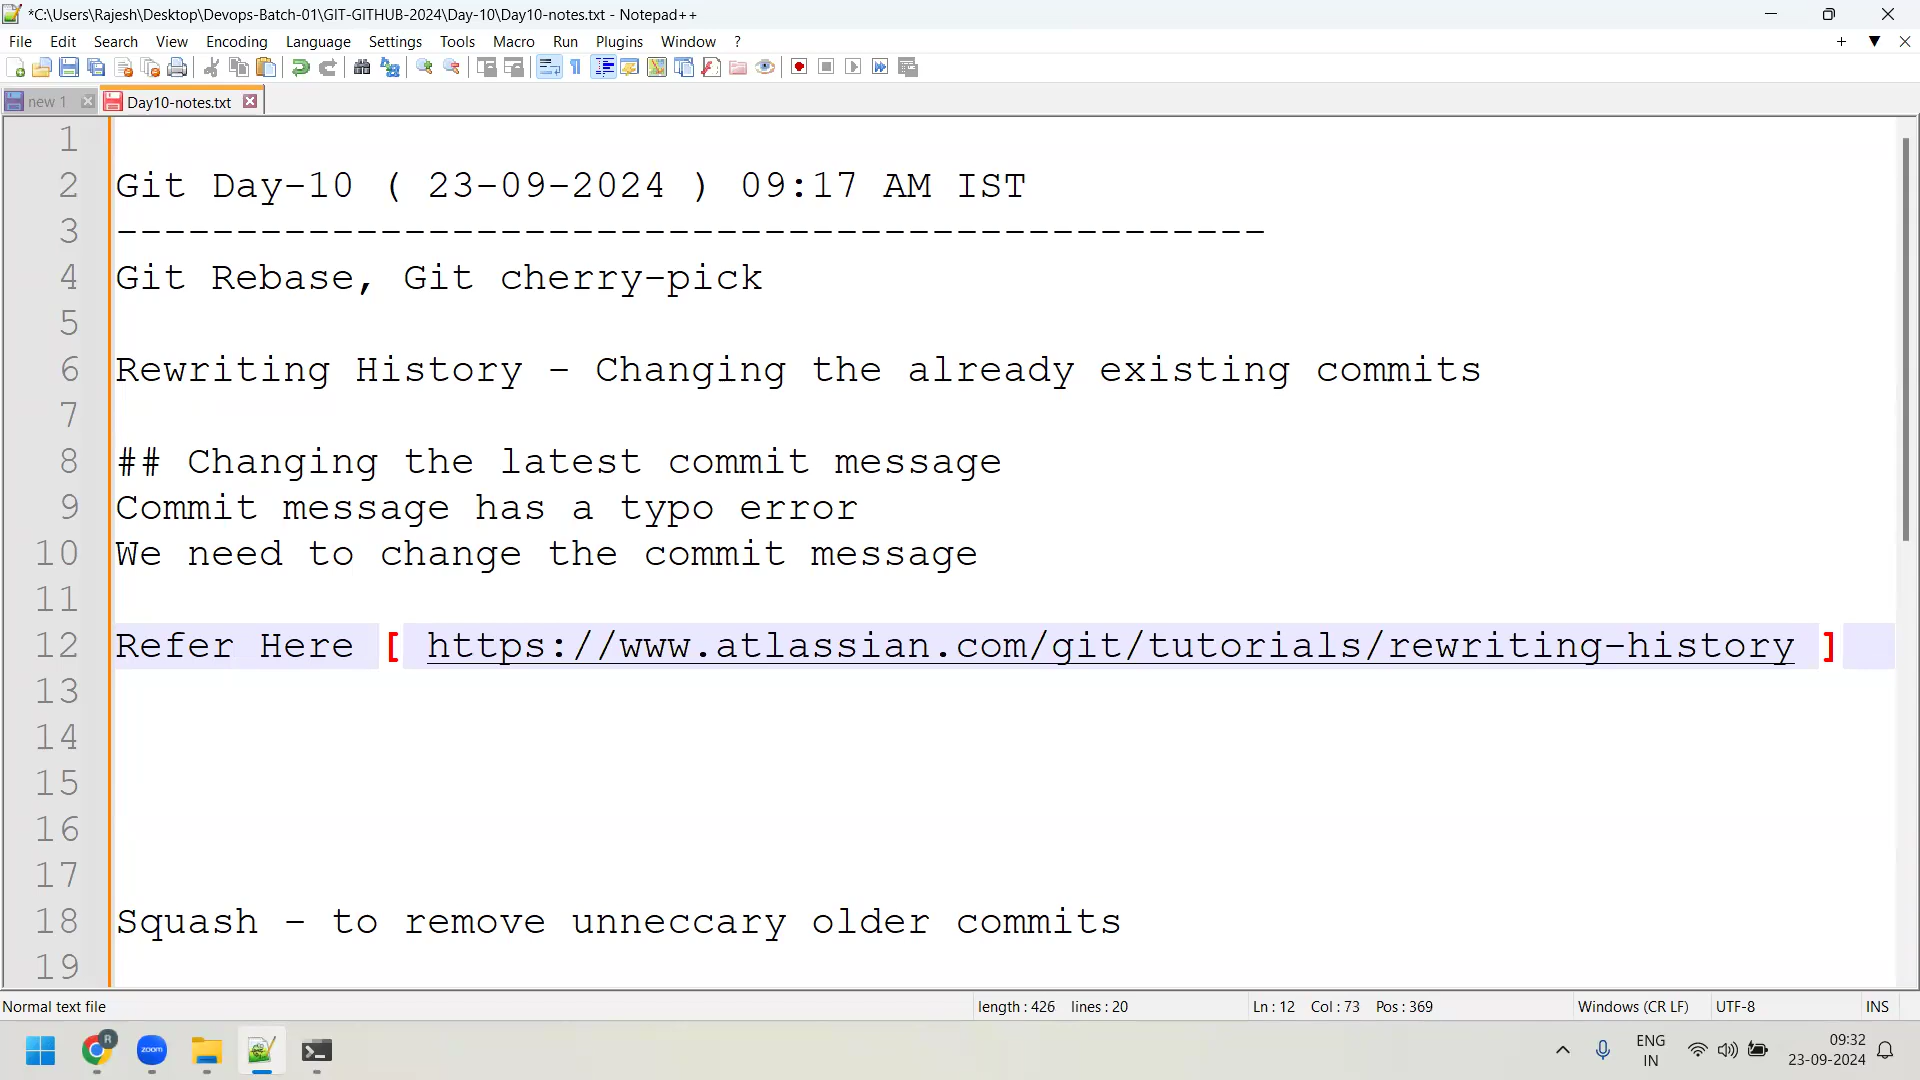 *C:\Users\Rajesh\Desktop\Devops-Batch-01\GIT-GITHUB-2024\Day-10\Day10-notes.txt - Notepad++
File Edit Search View Encoding Language Settings Tools Macro Run Plugins Window ?
new 1 Day10-notes.txt
1
2 Git Day-10 ( 23-09-2024 ) 09:17 AM IST
3 ------------------------------------------------
4 Git Rebase, Git cherry-pick
5
6 Rewriting History - Changing the already existing commits
7
8 ## Changing the latest commit message
9 Commit message has a typo error
10 We need to change the commit message
11
12 Refer Here [ https://www.atlassian.com/git/tutorials/rewriting-history ]
13
14
15
16
17
18 Squash - to remove unneccary older commits
19
Normal text file length : 426 lines : 20 Ln : 12 Col : 73 Pos : 369 Windows (CR LF) UTF-8 INS
R zoom ENG 09:32
IN 23-09-2024